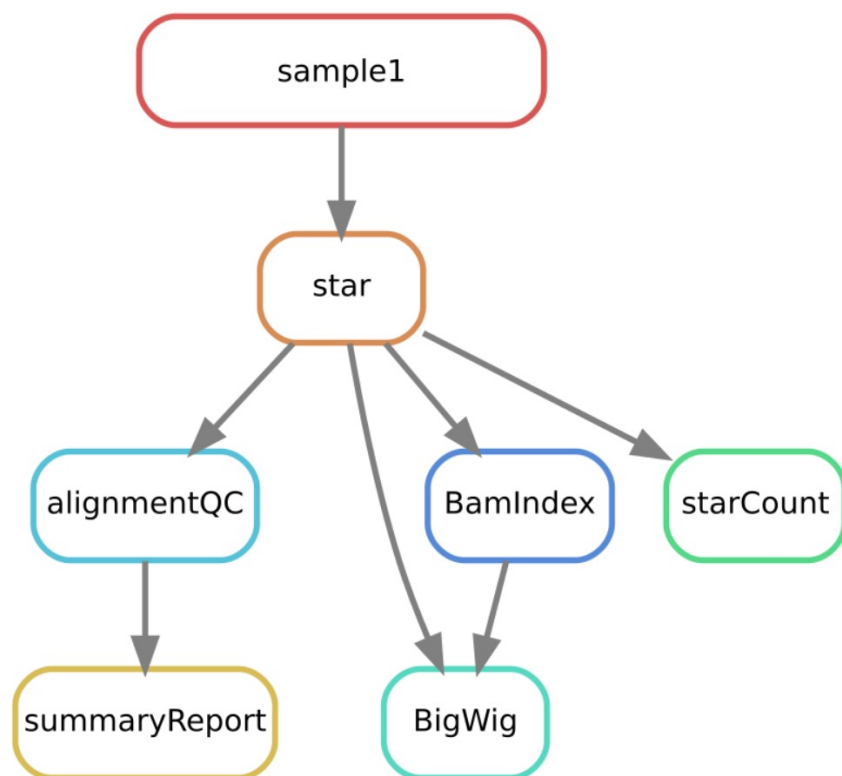 sample1
star
alignmentQC
BamIndex
starCount
summaryReport
BigWig